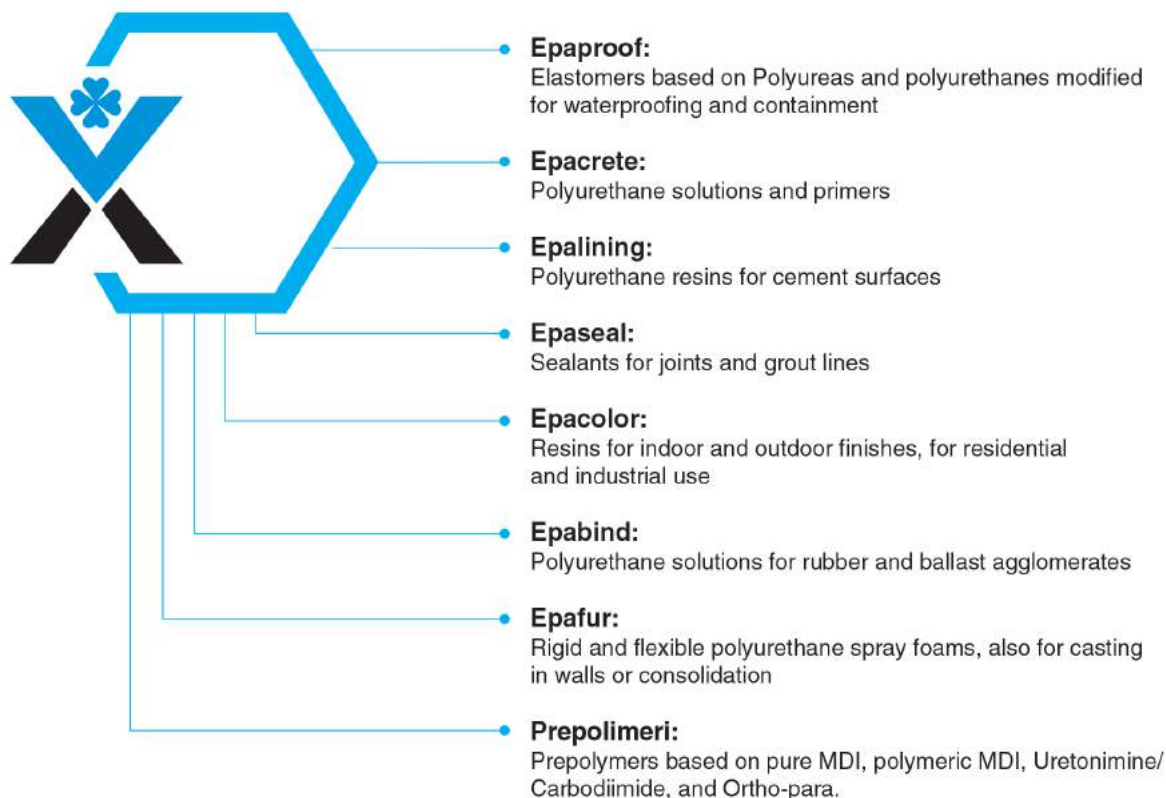 Epaproof:
Elastomers based on Polyureas and polyurethanes modified
for waterproofing and containment
Epacrete:
Polyurethane solutions and primers
Epalining:
Polyurethane resins for cement surfaces
Epaseal:
Sealants for joints and grout lines
Epacolor:
Resins for indoor and outdoor finishes, for residential
and industrial use
Epabind:
Polyurethane solutions for rubber and ballast agglomerates
Epafur:
Rigid and flexible polyurethane spray foams, also for casting
in walls or consolidation
Prepolimeri:
Prepolymers based on pure MDI, polymeric MDI, Uretonimine/
Carbodiimide, and Ortho-para.